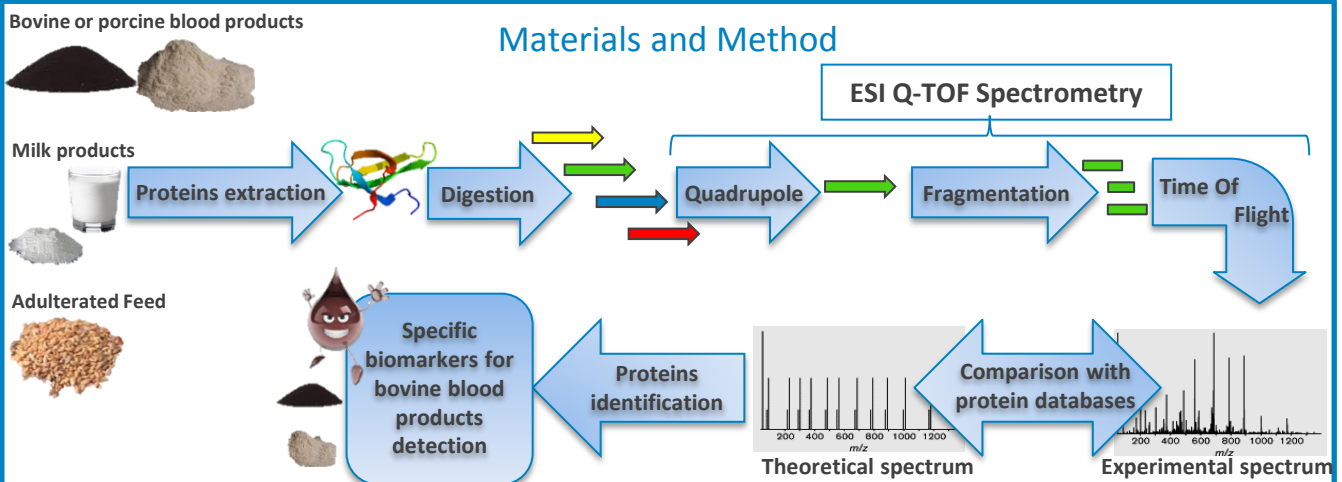 Bovine or porcine blood products
Materials and Method
ESI Q-TOF Spectrometry
Milk products
Proteins extraction
Digestion
Quadrupole
Fragmentation
Time Of
Flight
Adulterated Feed
Specific
biomarkers for
bovine blood
products
detection
Proteins
identification
200 400 600 800 1000 1200
m/z
Theoretical spectrum
Comparison with
protein databases
200 400 600 800 1000 1200
m/z
Experimental spectrum